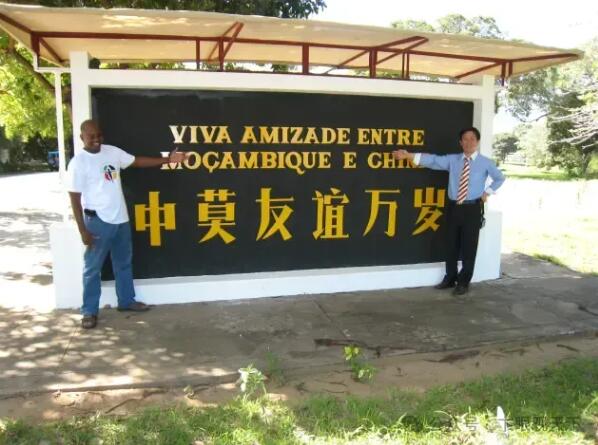 VIVA AMIZADE ENTRE
MOÇAMBIQUE E CHINA
中莫友谊万岁